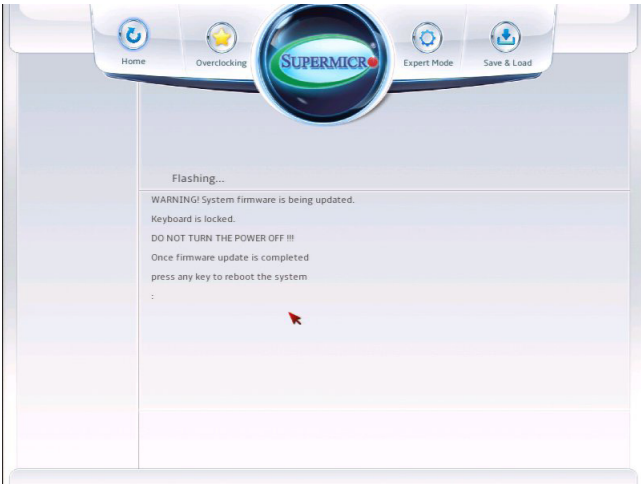 Home
Overclocking
SUPERMICRO
Expert Mode
Save & Load
Flashing...
WARNING! System firmware is being updated.
Keyboard is locked.
DO NOT TURN THE POWER OFF !!!
Once firmware update is completed
press any key to reboot the system
: